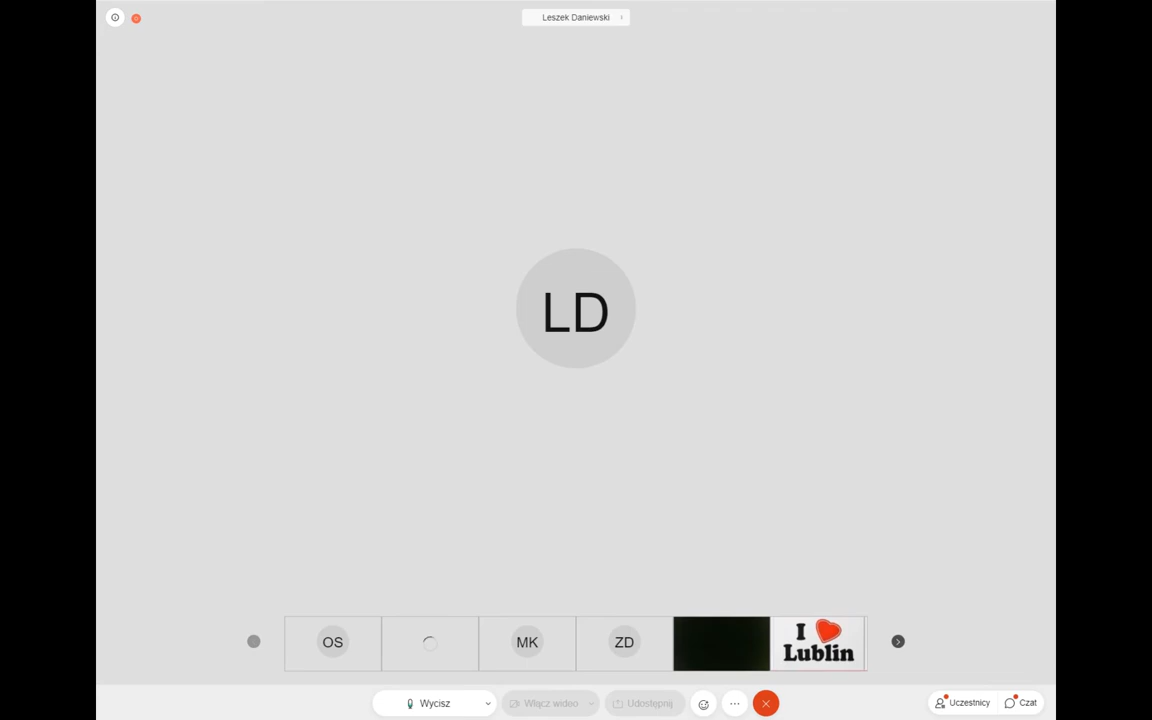 Leszek Daniewski
LD
OS
MK
ZD
I
Lublin
Wycisz
Włącz wideo
Udostępnij
Uczestnicy
Czat